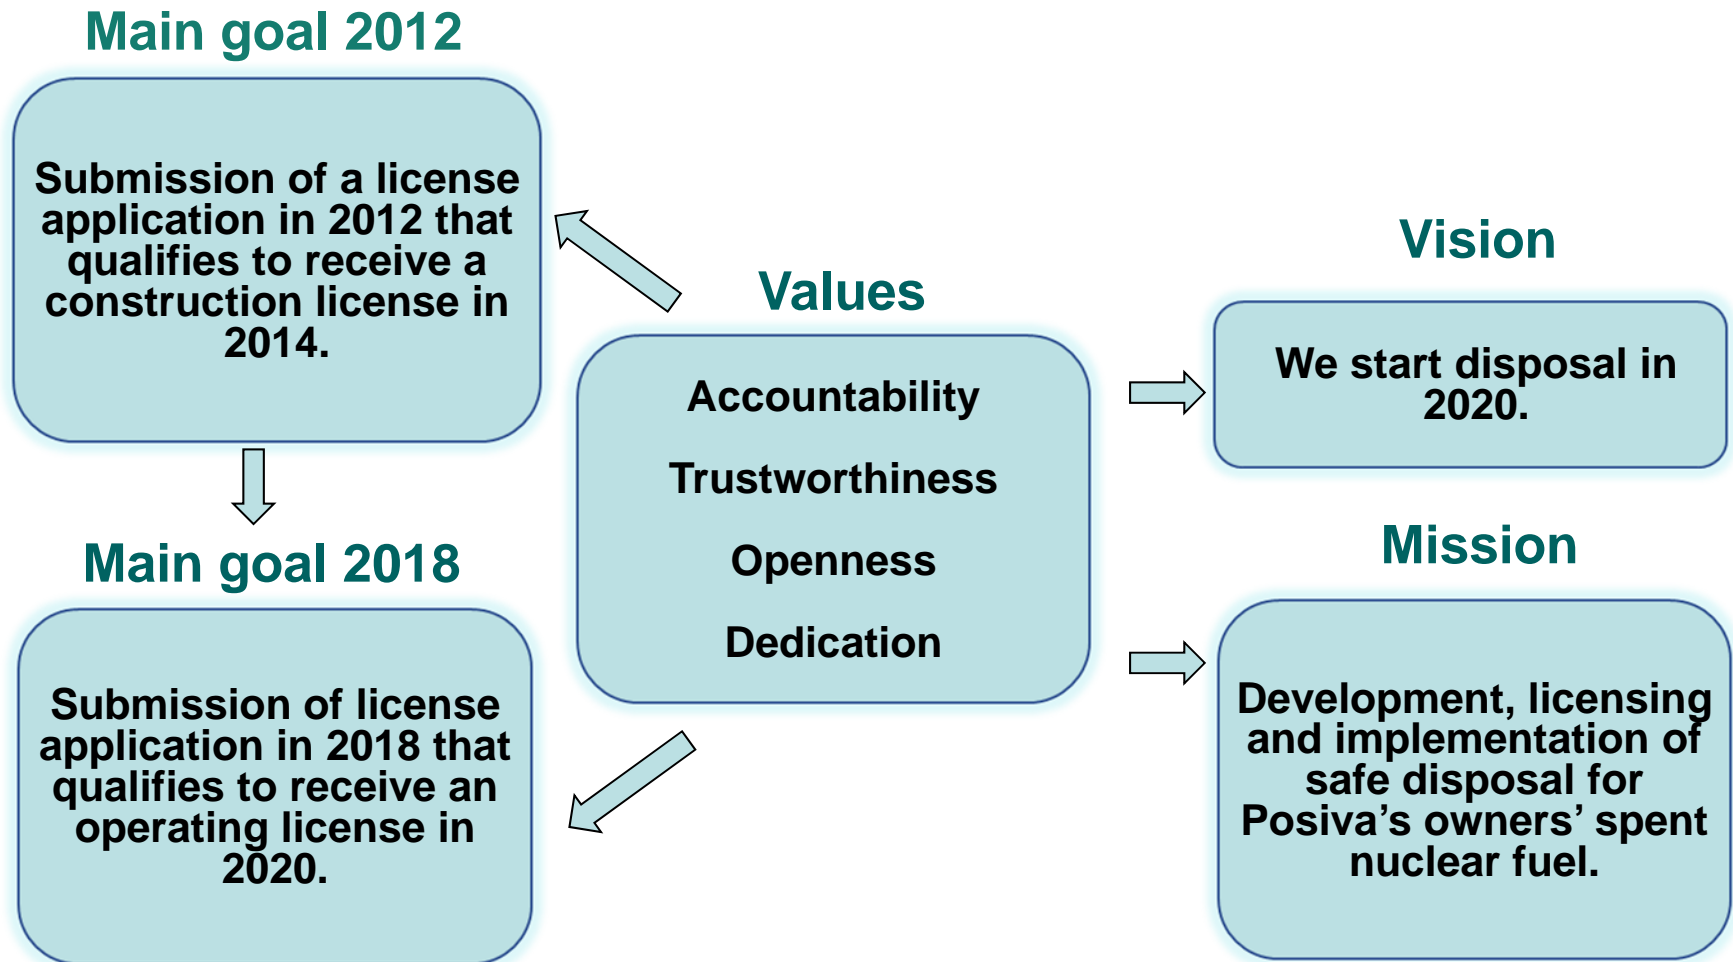 Main goal 2012
Submission of a license
application in 2012 that
qualifies to receive a
construction license in
2014.
Main goal 2018
Submission of license
application in 2018 that
qualifies to receive an
operating license in
2020.
Values
Accountability
Trustworthiness
Openness
Dedication
Vision
We start disposal in
2020.
Mission
Development, licensing
and implementation of
safe disposal for
Posiva’s owners’ spent
nuclear fuel.